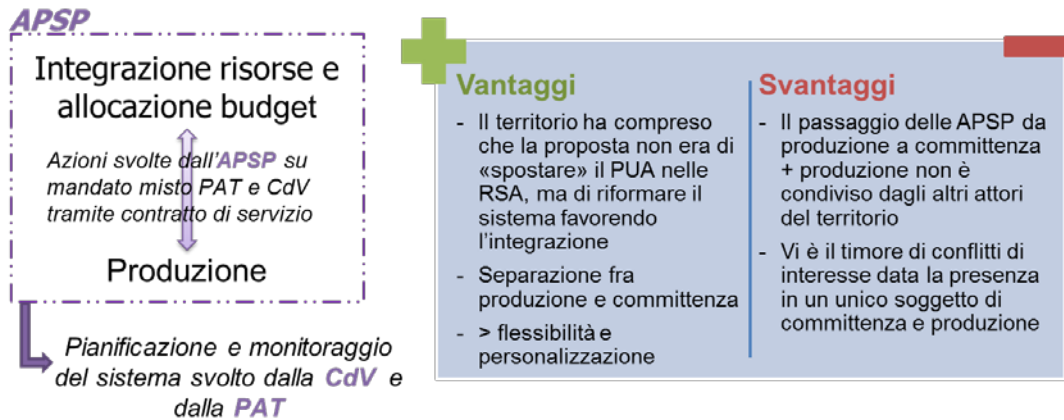 APSP
Integrazione risorse e
allocazione budget
Azioni svolte dall'APSP su
mandato misto PAT e CdV
tramite contratto di servizio
Produzione
Pianificazione e monitoraggio
del sistema svolto dalla CdV e
dalla PAT
Vantaggi
- Il territorio ha compreso
che la proposta non era di
«spostare» il PUA nelle
RSA, ma di riformare il
sistema favorendo
l'integrazione
- Separazione fra
produzione e committenza
- > flessibilità e
personalizzazione
Svantaggi
- Il passaggio delle APSP da
produzione a committenza
+ produzione non è
condiviso dagli altri attori
del territorio
- Vi è il timore di conflitti di
interesse data la presenza
in un unico soggetto di
committenza e produzione